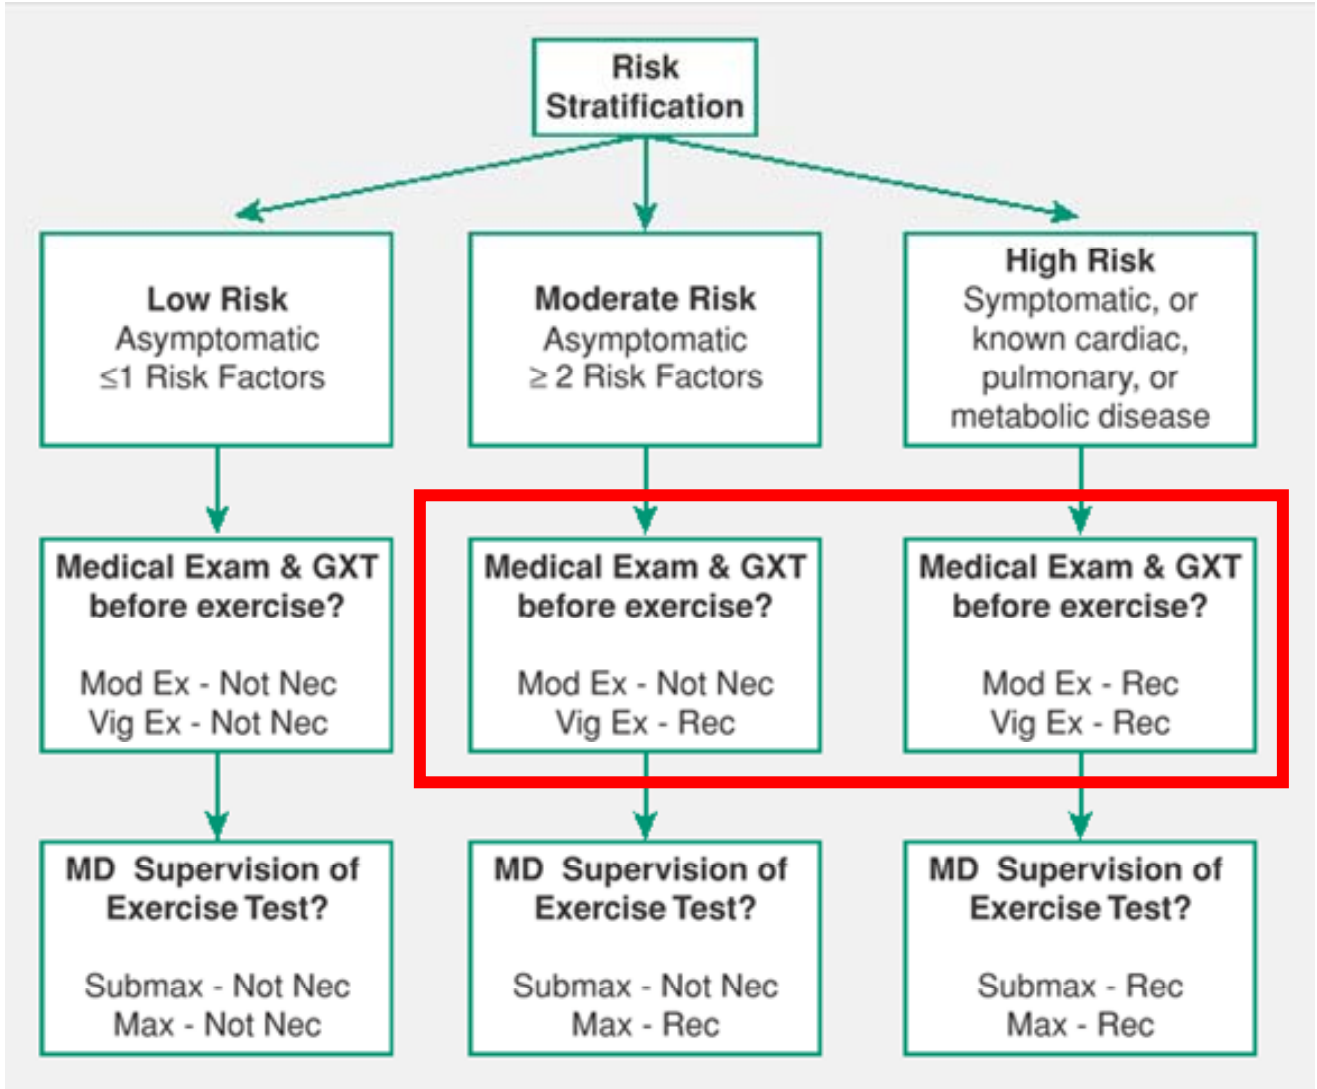 Risk
Stratification
Low Risk
Asymptomatic
≤1 Risk Factors
Moderate Risk
Asymptomatic
≥ 2 Risk Factors
High Risk
Symptomatic, or
known cardiac,
pulmonary, or
metabolic disease
Medical Exam & GXT
before exercise?
Mod Ex - Not Nec
Vig Ex - Not Nec
Medical Exam & GXT
before exercise?
Mod Ex - Not Nec
Vig Ex - Rec
Medical Exam & GXT
before exercise?
Mod Ex - Rec
Vig Ex - Rec
MD Supervision of
Exercise Test?
Submax - Not Nec
Max - Not Nec
MD Supervision of
Exercise Test?
Submax - Not Nec
Max - Rec
MD Supervision of
Exercise Test?
Submax - Rec
Max - Rec